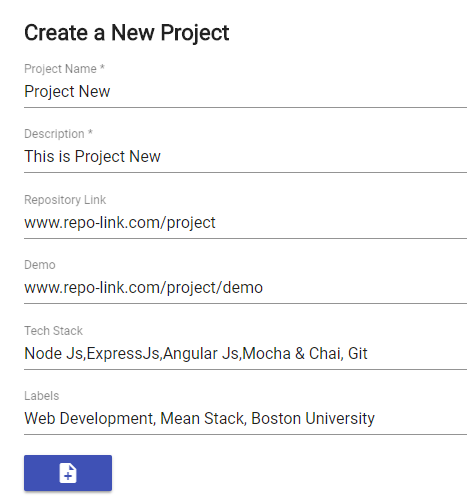 Create a New Project
Project Name *
Project New
Description *
This is Project New
Repository Link
www.repo-link.com/project
Demo
www.repo-link.com/project/demo
Tech Stack
Node Js,ExpressJs,Angular Js,Mocha & Chai, Git
Labels
Web Development, Mean Stack, Boston University